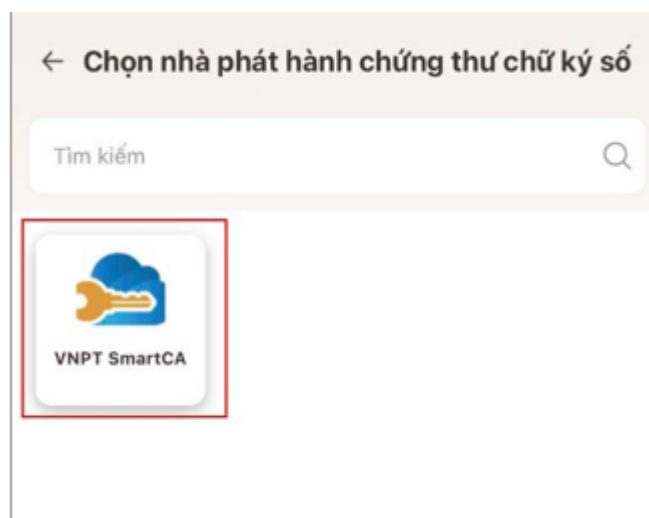 Chọn nhà phát hành chứng thư chữ ký số
Tìm kiếm
VNPT SmartCA